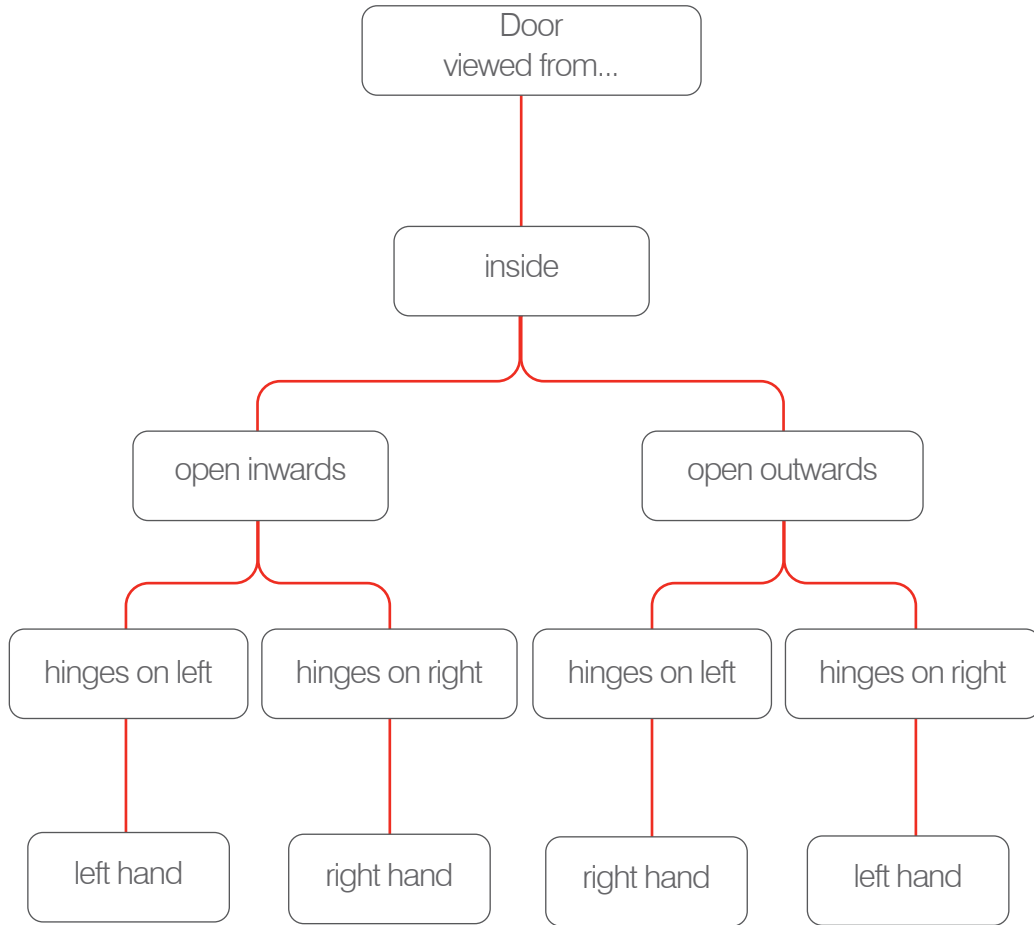 Door
viewed from...
inside
open inwards
open outwards
hinges on left
hinges on right
hinges on left
hinges on right
left hand
right hand
right hand
left hand